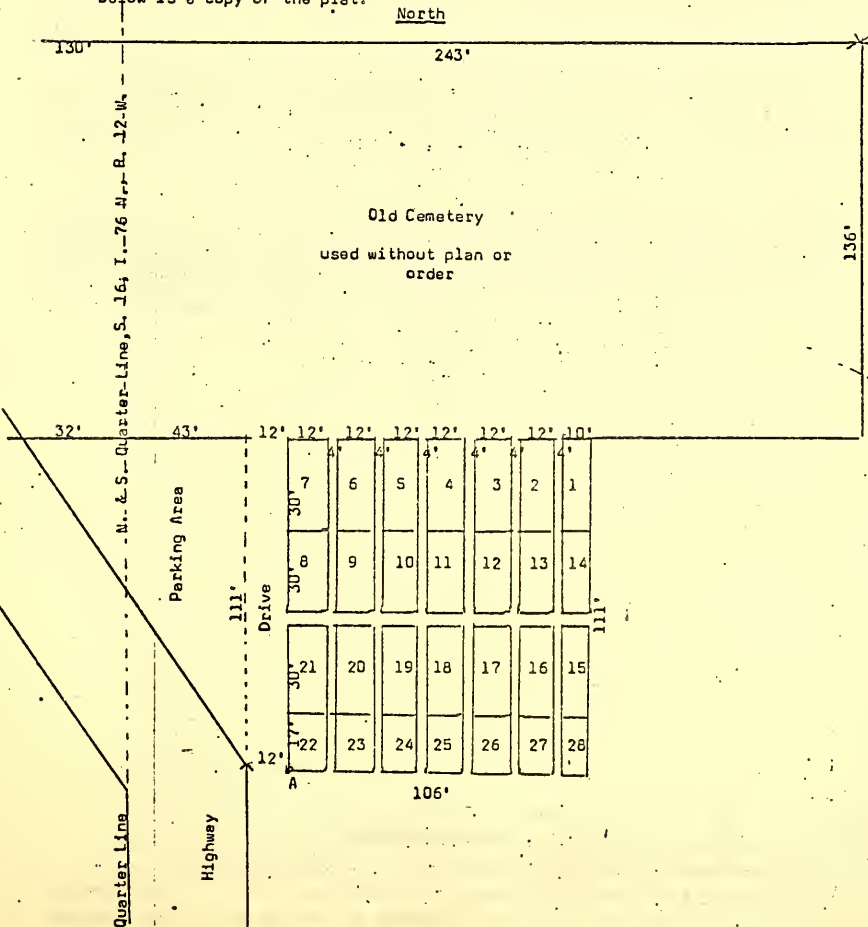 Below is a copy of the plat.
North
130'
243'
N. & S. Quarter-Line, S. 16, T.-76 N., R. 12-W.
Old Cemetery
used without plan or
order
136'
32' 43' 12' 12' 12' 12' 12' 12' 12' 10'
4' 4' 4' 4' 4' 4'
7 6 5 4 3 2 1
30'
Parking Area
8 9 10 11 12 13 14
30'
111'
Drive
111'
21 20 19 18 17 16 15
30'
22 23 24 25 26 27 28
17'
12'
A
106'
Quarter Line
Highway